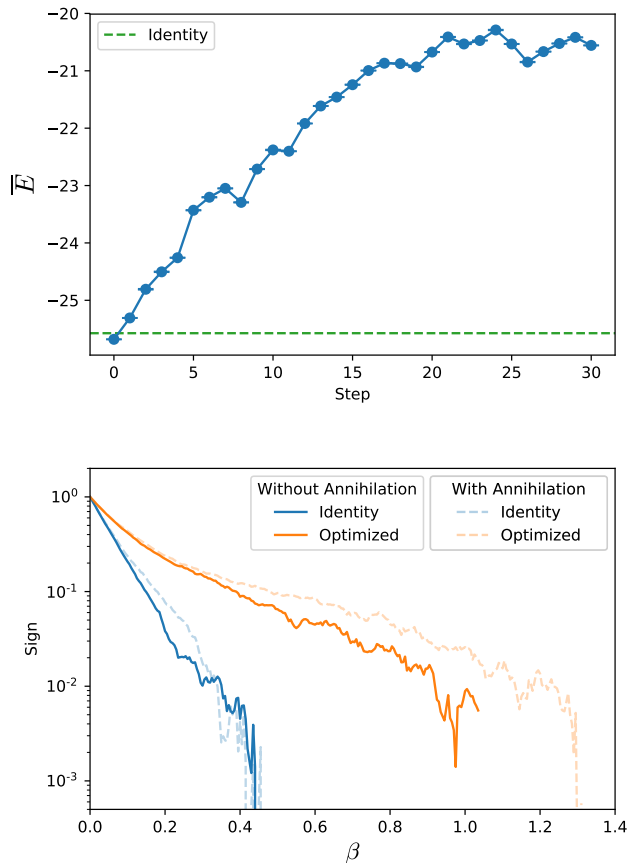 −20
−21
−22
−23
−24
−25
E
Identity
0 5 10 15 20 25 30
Step
10⁰
10⁻¹
10⁻²
10⁻³
Sign
Without Annihilation
Identity
Optimized
With Annihilation
Identity
Optimized
0.0 0.2 0.4 0.6 0.8 1.0 1.2 1.4
β